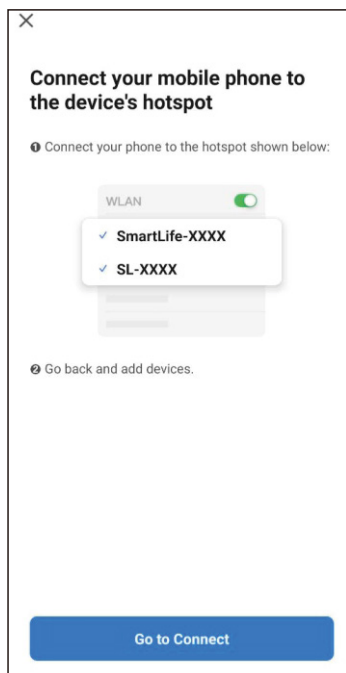 Connect your mobile phone to
the device's hotspot
❶ Connect your phone to the hotspot shown below:
WLAN
✓ SmartLife-XXXX
✓ SL-XXXX
❷ Go back and add devices.
Go to Connect